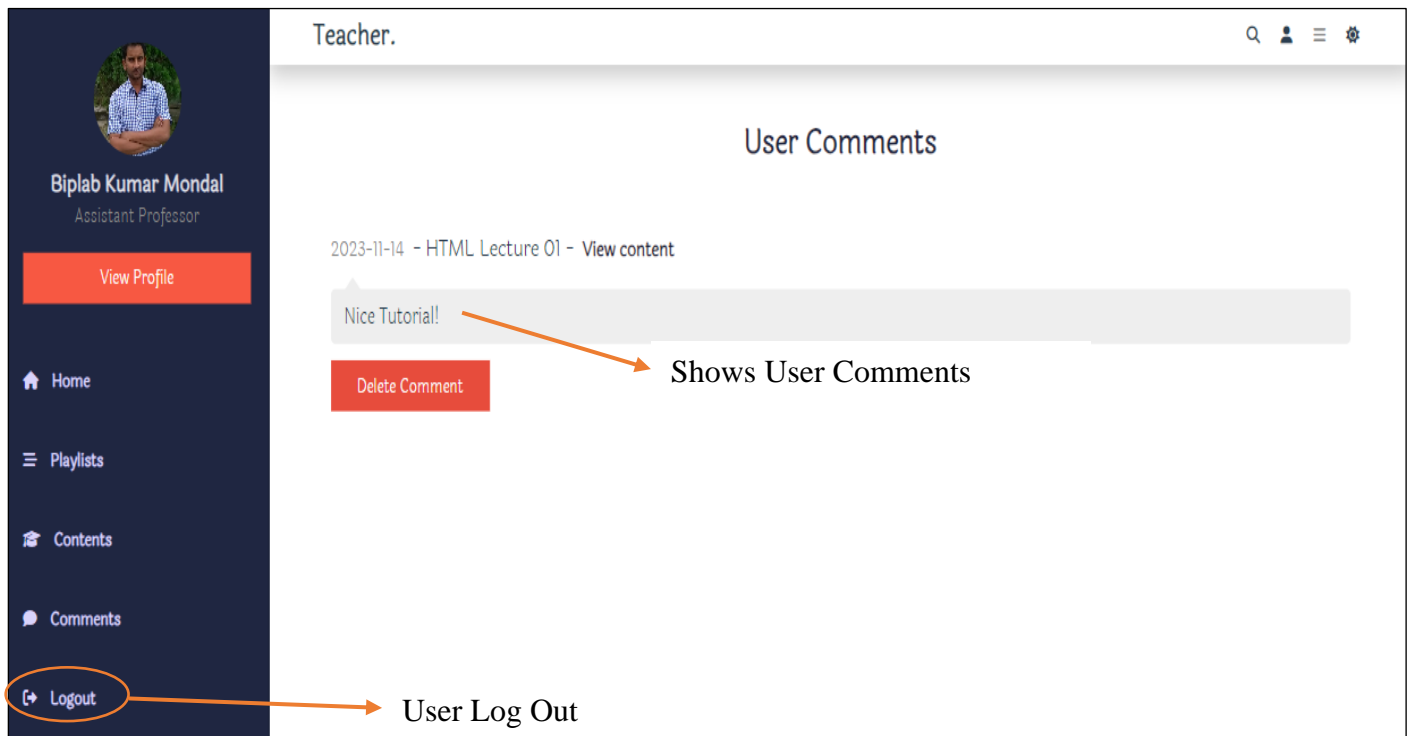 Teacher.
Biplab Kumar Mondal
Assistant Professor
View Profile
Home
Playlists
Contents
Comments
Logout
User Comments
2023-11-14 - HTML Lecture 01 - View content
Nice Tutorial!
Delete Comment
Shows User Comments
User Log Out